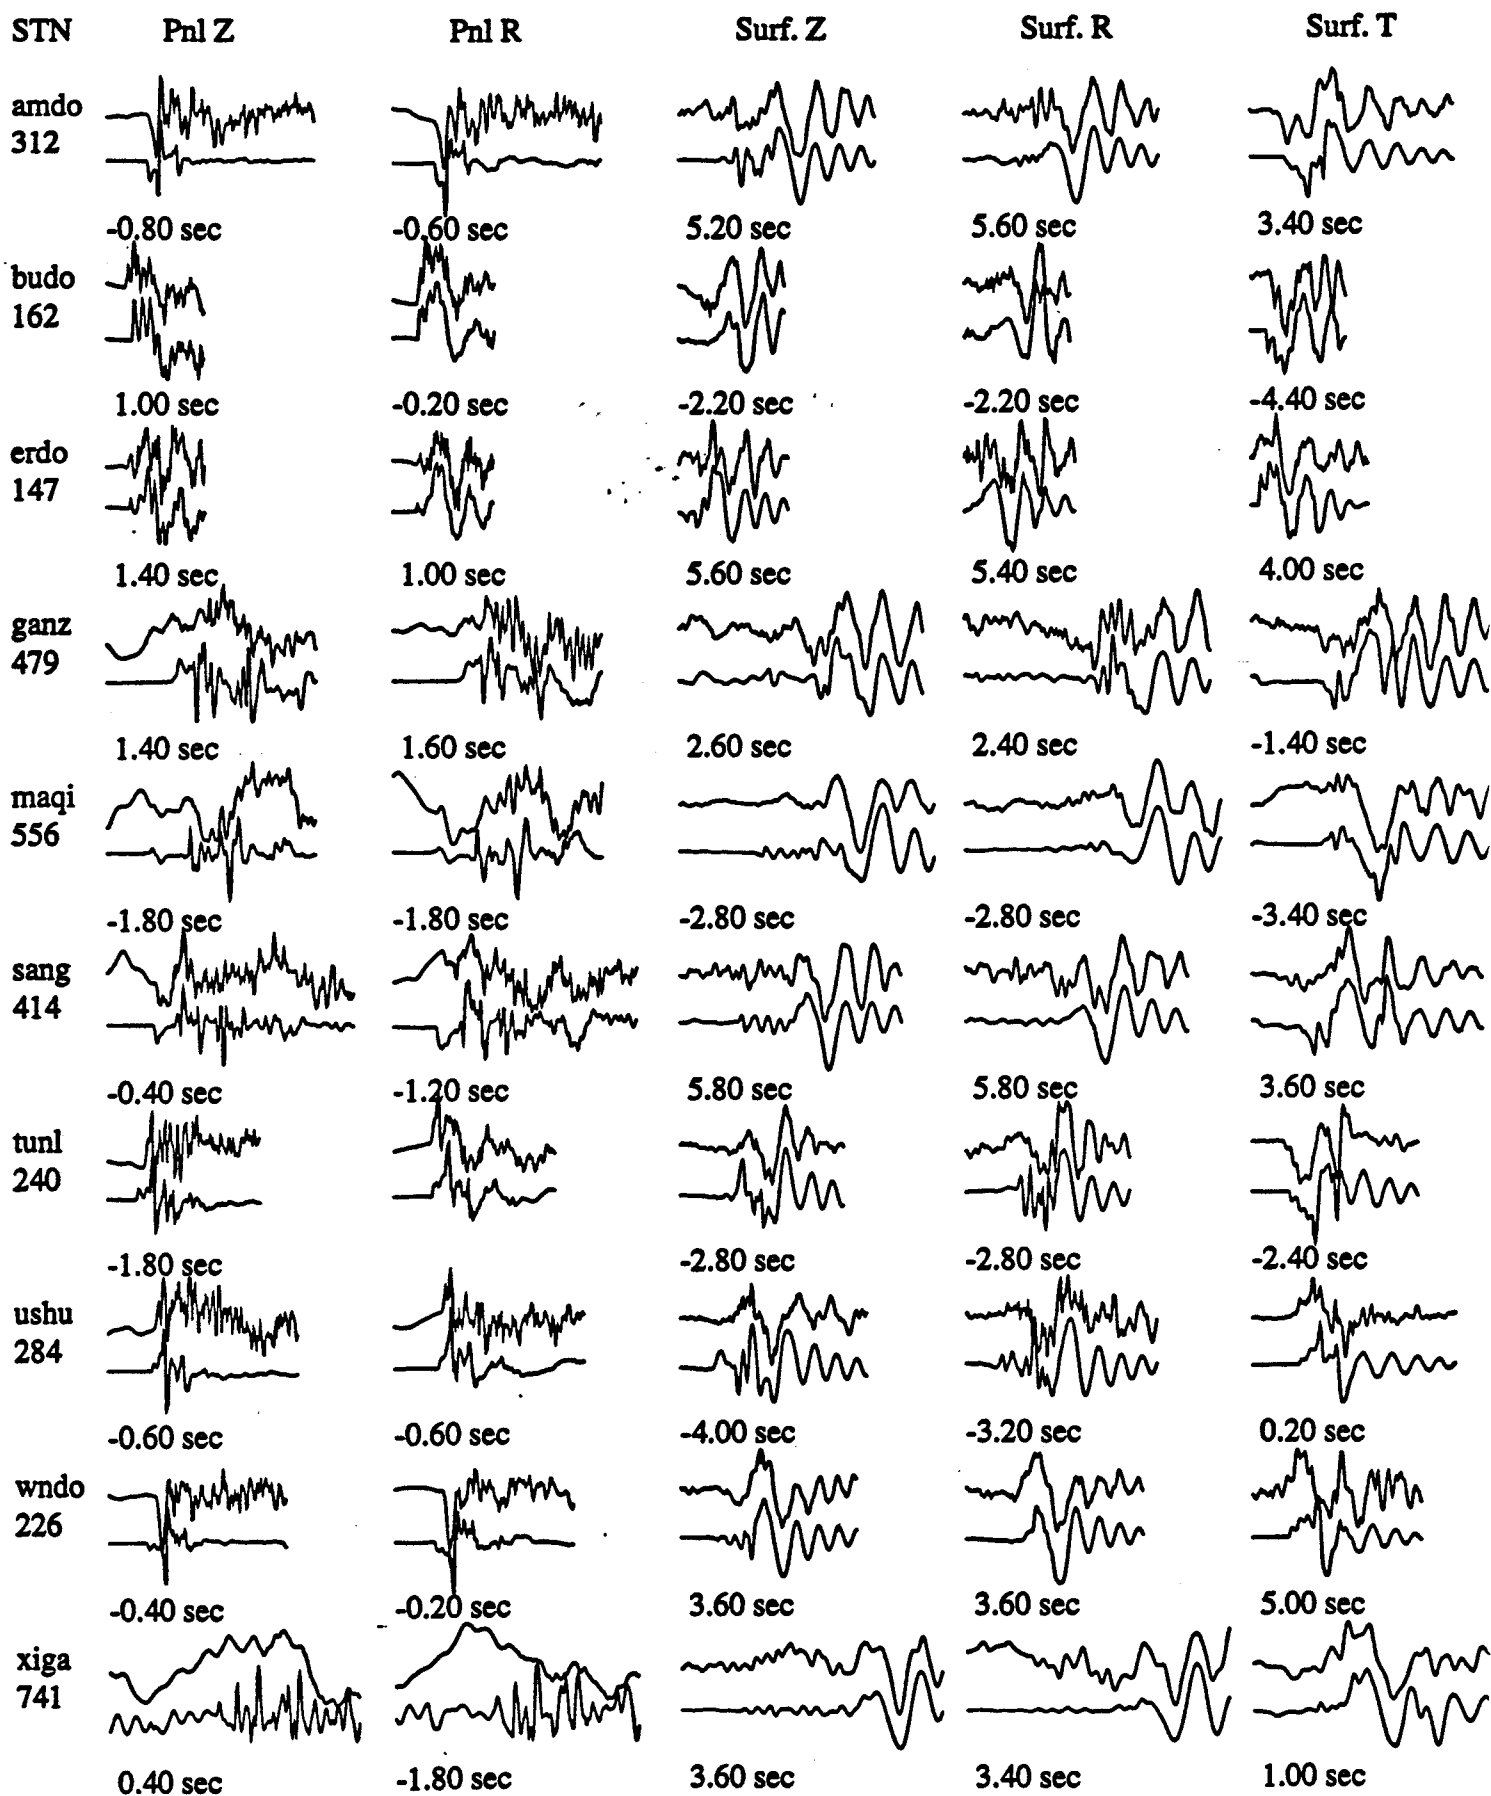 STN Pnl Z Pnl R Surf. Z Surf. R Surf. T
amdo
312
-0.80 sec -0.60 sec 5.20 sec 5.60 sec 3.40 sec
budo
162
1.00 sec -0.20 sec -2.20 sec -2.20 sec -4.40 sec
erdo
147
1.40 sec 1.00 sec 5.60 sec 5.40 sec 4.00 sec
ganz
479
1.40 sec 1.60 sec 2.60 sec 2.40 sec -1.40 sec
maqi
556
-1.80 sec -1.80 sec -2.80 sec -2.80 sec -3.40 sec
sang
414
-0.40 sec -1.20 sec 5.80 sec 5.80 sec 3.60 sec
tunl
240
-1.80 sec -2.80 sec -2.80 sec -2.40 sec
ushu
284
-0.60 sec -0.60 sec -4.00 sec -3.20 sec 0.20 sec
wndo
226
-0.40 sec -0.20 sec 3.60 sec 3.60 sec 5.00 sec
xiga
741
0.40 sec -1.80 sec 3.60 sec 3.40 sec 1.00 sec